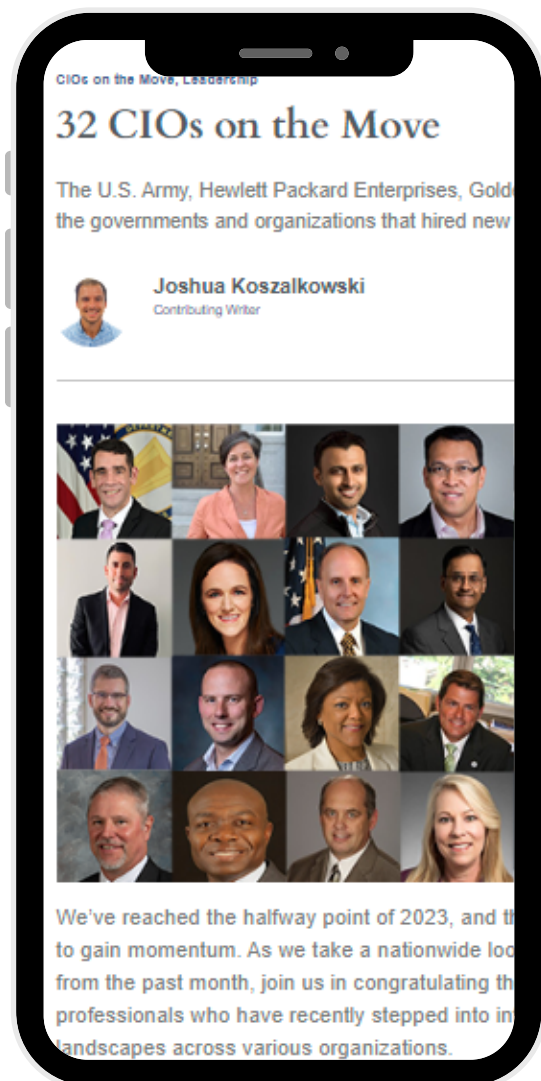 CIOs on the Move, Leadership
32 CIOs on the Move
The U.S. Army, Hewlett Packard Enterprises,
the governments and organizations that hired new
Joshua Koszalkowski
Contributing Writer
We've reached the halfway point of 2023, and
to gain momentum. As we take a nationwide
from the past month, join us in congratulating
professionals who have recently stepped into
landscapes across various organizations.